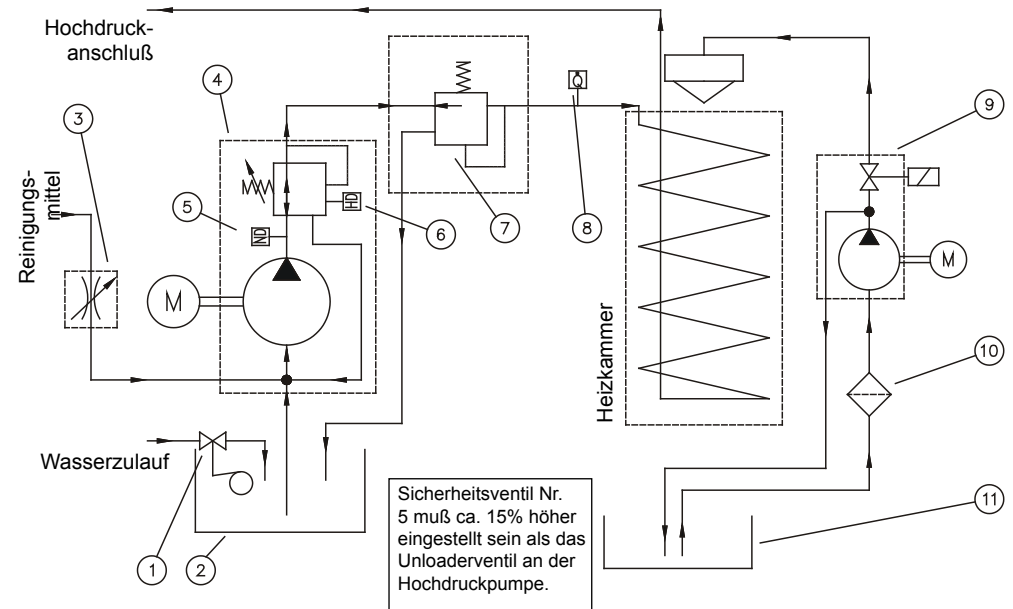 Hochdruck-
anschluß
4
3
9
Reinigungs-
mittel
5
ND
HD
6
7
Q
8
M
M
Heizkammer
10
Wasserzulauf
Sicherheitsventil Nr.
5 muß ca. 15% höher
eingestellt sein als das
Unloaderventil an der
Hochdruckpumpe.
11
1
2